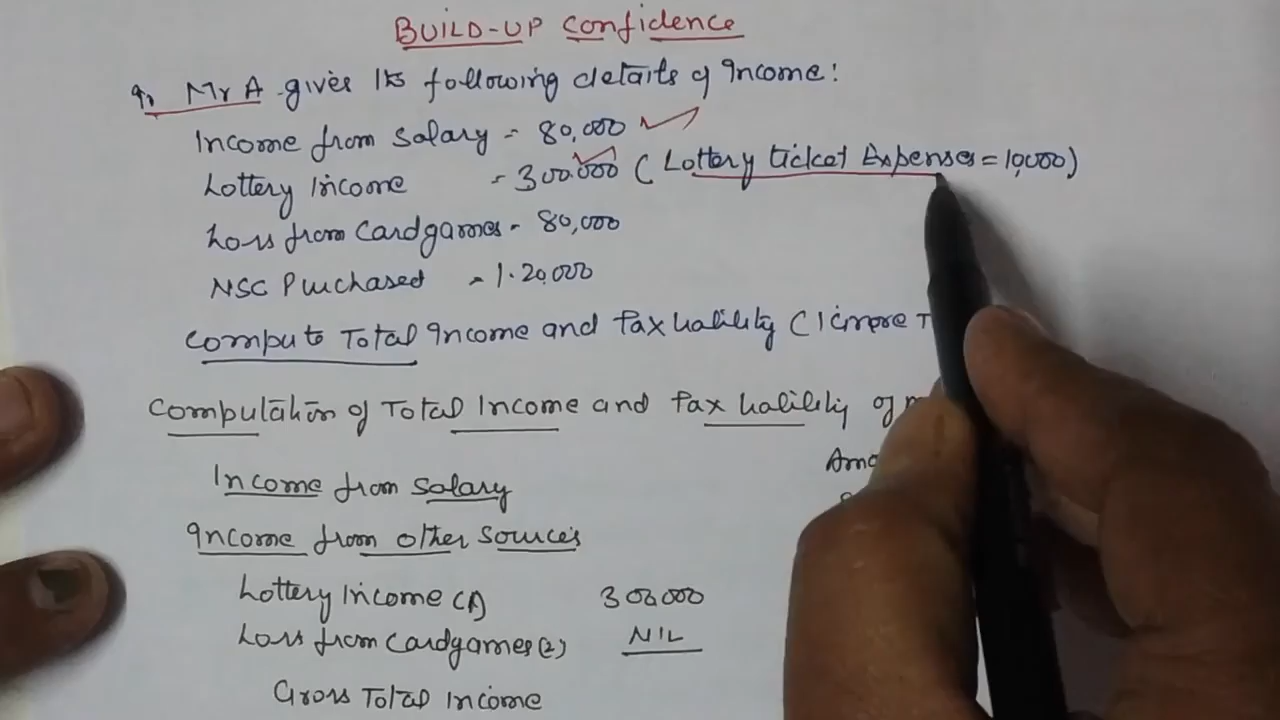 BUILD-UP Confidence
Q. Mr A gives the following details of Income:
Income from salary - 80,000
Lottery Income - 300000 (Lottery ticket Expenses = 10,000)
Loss from Cardgames - 80,000
NSC Purchased - 1.20,000
Compute Total Income and Tax liability (
Computation of Total Income and Tax liability of
Income from salary
Income from other sources
Lottery Income (1) 300000
Loss from Cardgames (2) NIL
Gross Total Income